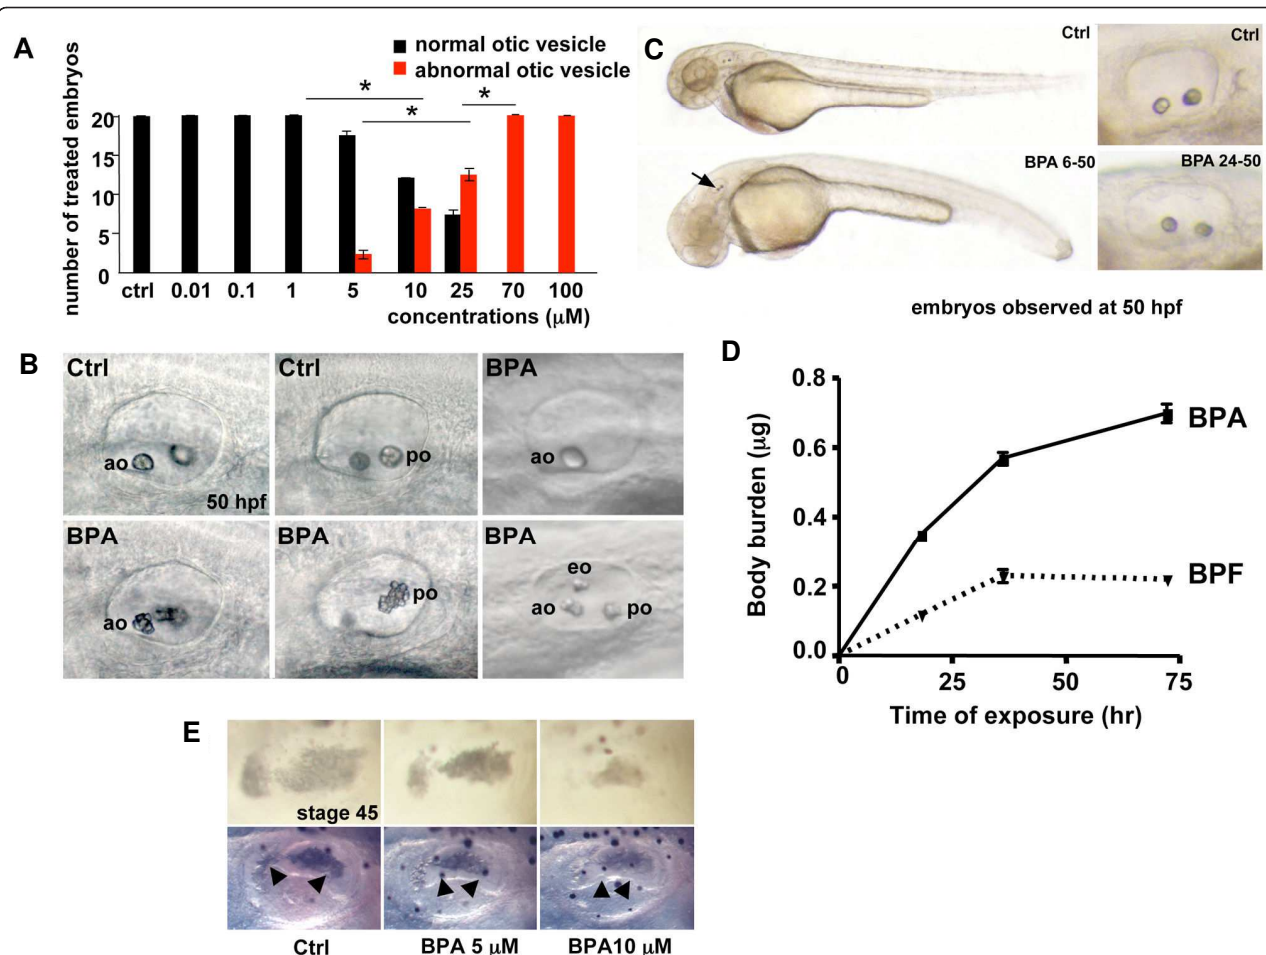 A
normal otic vesicle
abnormal otic vesicle
number of treated embryos
20
15
10
5
0
*
*
*
ctrl 0.01 0.1 1 5 10 25 70 100
concentrations (μM)
C
Ctrl
Ctrl
BPA 6-50
BPA 24-50
embryos observed at 50 hpf
B
Ctrl
ao
50 hpf
Ctrl
po
BPA
ao
BPA
ao
BPA
po
BPA
eo
ao
po
D
Body burden (μg)
0.8
0.6
0.4
0.2
0.0
BPA
BPF
0 25 50 75
Time of exposure (hr)
E
stage 45
Ctrl
BPA 5 μM
BPA10 μM